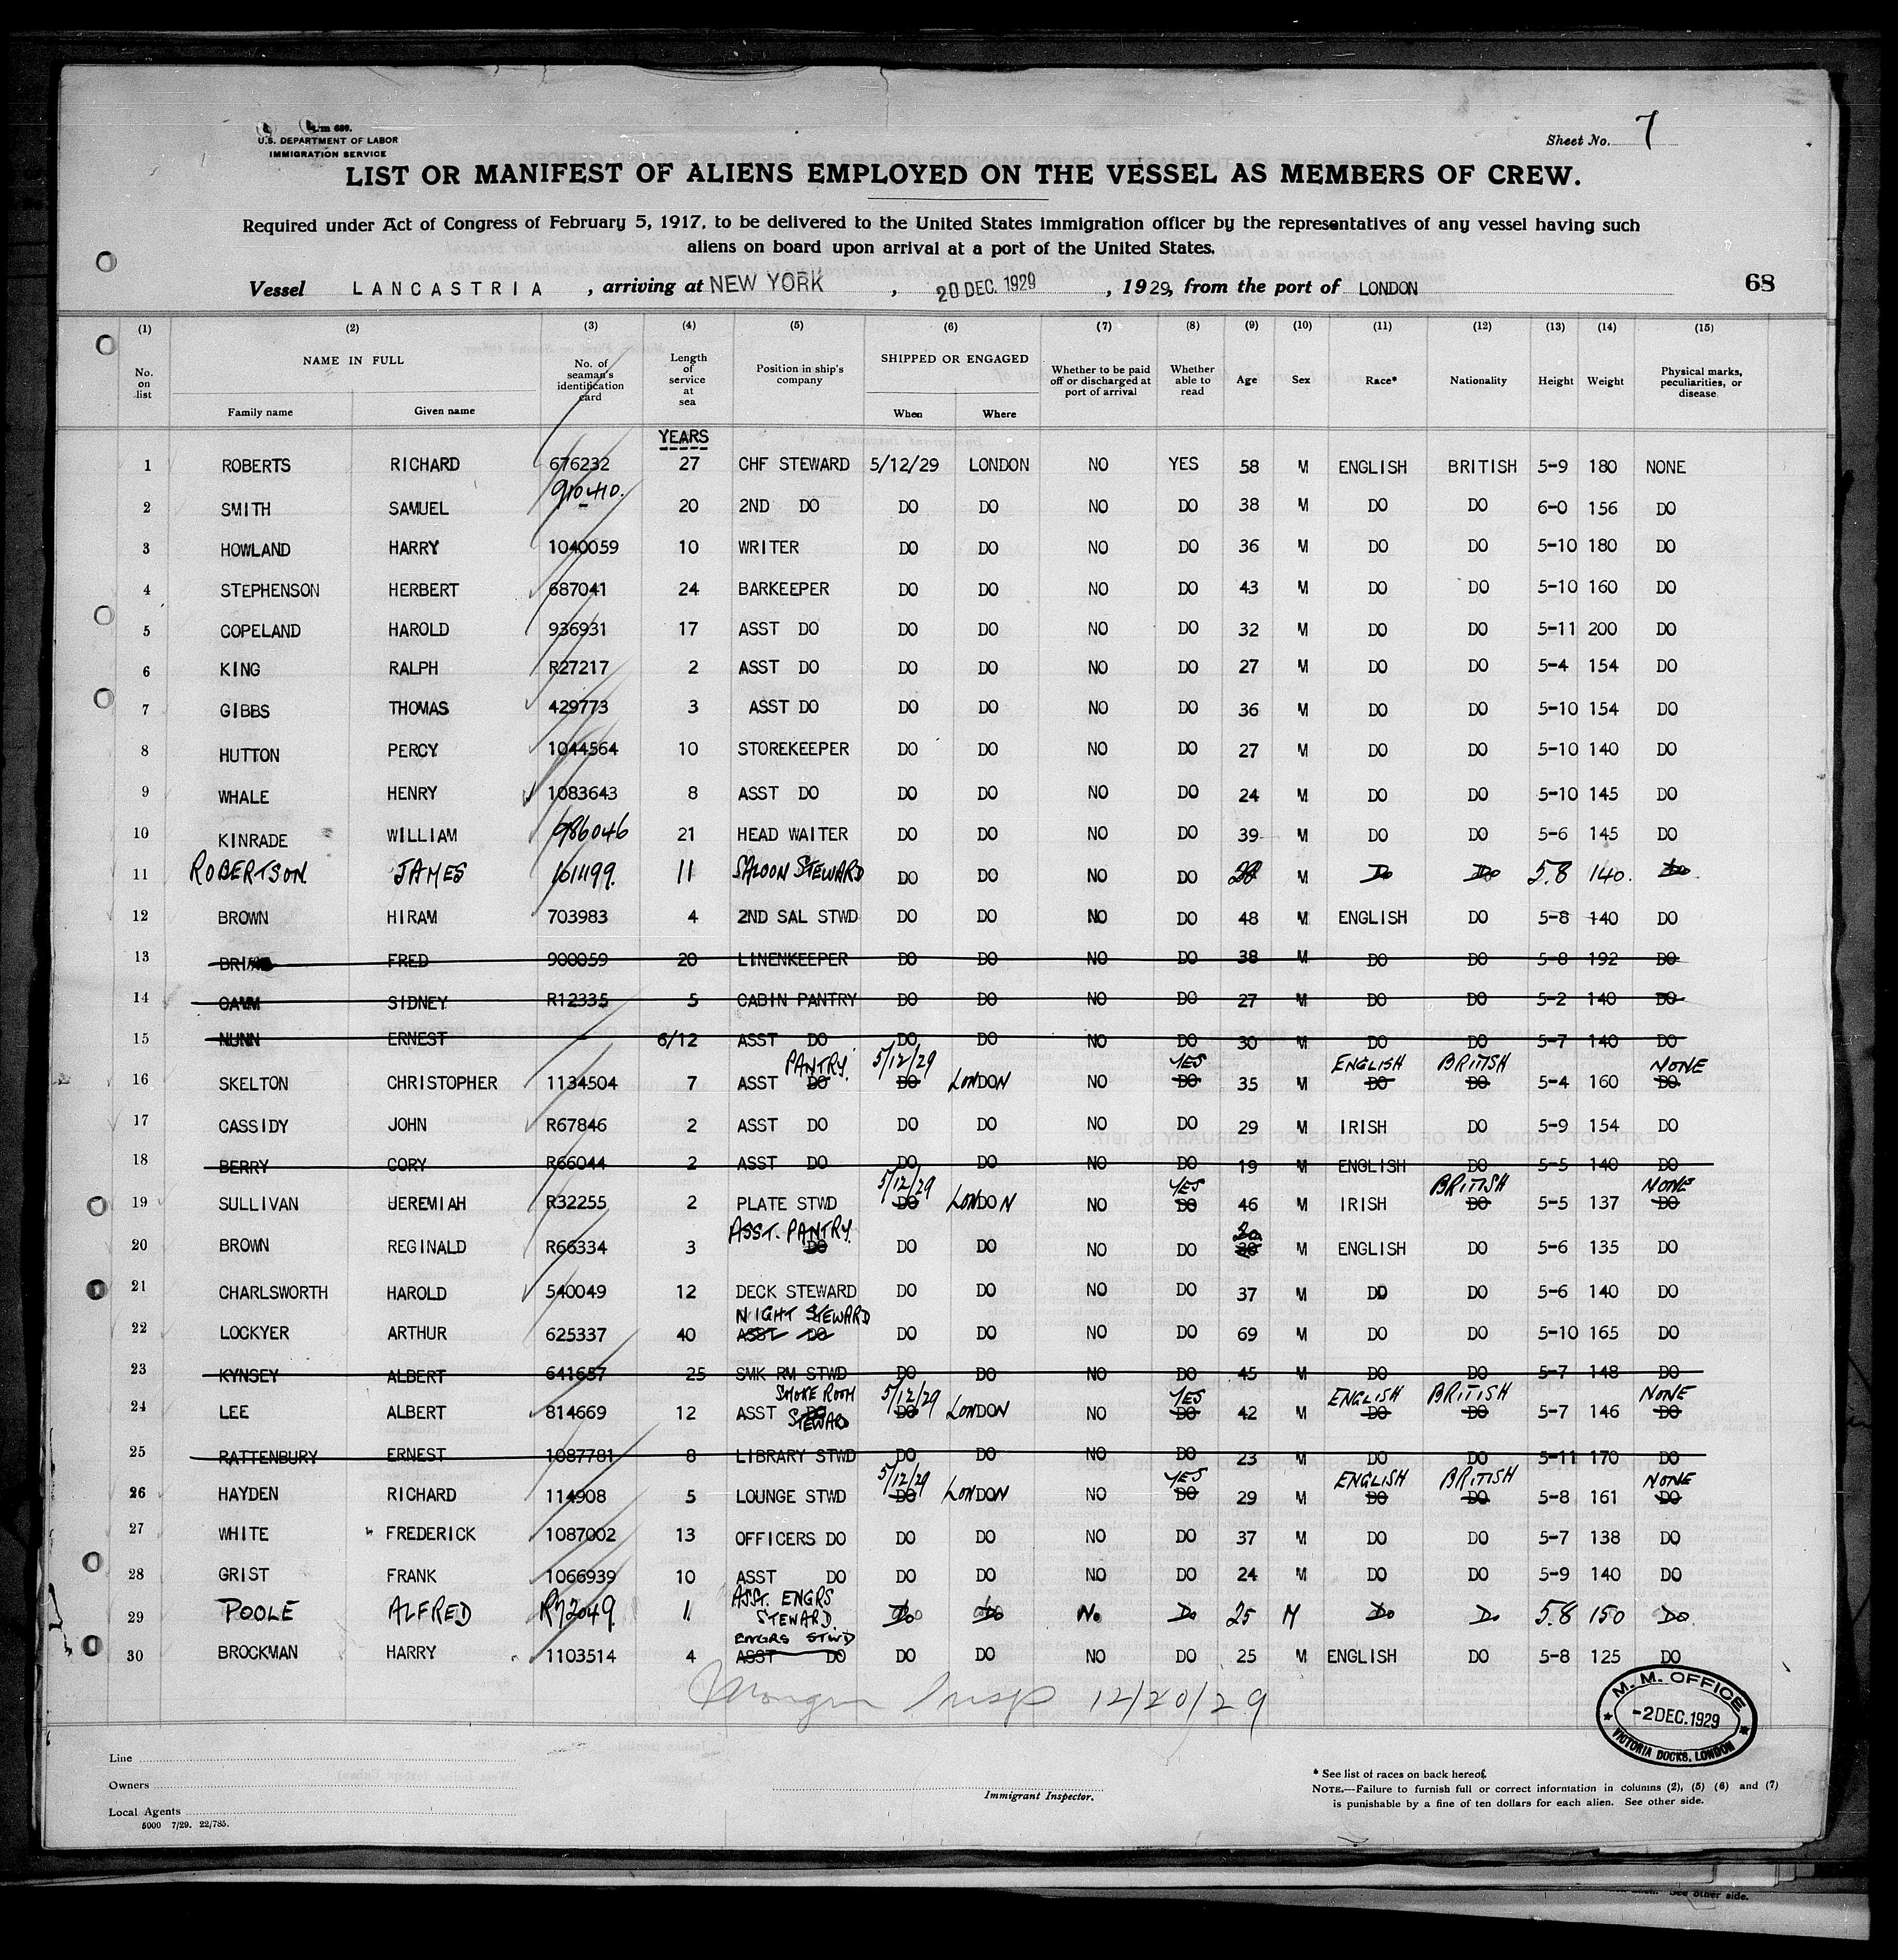 Form 689.
U.S. DEPARTMENT OF LABOR
IMMIGRATION SERVICE
Sheet No. 7
LIST OR MANIFEST OF ALIENS EMPLOYED ON THE VESSEL AS MEMBERS OF CREW.
Required under Act of Congress of February 5, 1917, to be delivered to the United States immigration officer by the representatives of any vessel having such
aliens on board upon arrival at a port of the United States.
Vessel LANCASTRIA, arriving at NEW YORK, 20 DEC. 1929, 1929, from the port of LONDON 68
(1) (2) (3) (4) (5) (6) (7) (8) (9) (10) (11) (12) (13) (14) (15)
No. on list NAME IN FULL Family name Given name No. of seaman's identification card Length of service at sea Position in ship's company SHIPPED OR ENGAGED When Where Whether to be paid off or discharged at port of arrival Whether able to read Age Sex Race* Nationality Height Weight Physical marks, peculiarities, or disease
YEARS
1 ROBERTS RICHARD 676232 27 CHF STEWARD 5/12/29 LONDON NO YES 58 M ENGLISH BRITISH 5-9 180 NONE
2 SMITH SAMUEL 910410. 20 2ND DO DO DO NO DO 38 M DO DO 6-0 156 DO
3 HOWLAND HARRY 1040059 10 WRITER DO DO NO DO 36 M DO DO 5-10 180 DO
4 STEPHENSON HERBERT 687041 24 BARKEEPER DO DO NO DO 43 M DO DO 5-10 160 DO
5 COPELAND HAROLD 936931 17 ASST DO DO DO NO DO 32 M DO DO 5-11 200 DO
6 KING RALPH R27217 2 ASST DO DO DO NO DO 27 M DO DO 5-4 154 DO
7 GIBBS THOMAS 429773 3 ASST DO DO DO NO DO 36 M DO DO 5-10 154 DO
8 HUTTON PERCY 1044564 10 STOREKEEPER DO DO NO DO 27 M DO DO 5-10 140 DO
9 WHALE HENRY 1083643 8 ASST DO DO DO NO DO 24 M DO DO 5-10 145 DO
10 KINRADE WILLIAM 986046 21 HEAD WAITER DO DO NO DO 39 M DO DO 5-6 145 DO
11 ROBERTSON JAMES 1011199. 11 SALOON STEWARD DO DO NO DO 28 M DO DO 5.8 140. DO.
12 BROWN HIRAM 703983 4 2ND SAL STWD DO DO NO DO 48 M ENGLISH DO 5-8 140 DO
13 FRED 900059 20 LINENKEEPER DO DO NO DO 38 M DO DO 5-8 192 DO
14 CAMM SIDNEY R12335 5 CABIN PANTRY DO DO NO DO 27 M DO DO 5-2 140 DO
15 NUNN ERNEST 6/12 ASST DO DO DO NO DO 30 M DO DO 5-7 140 DO
PANTRY. 5/12/29 YES ENGLISH BRITISH NONE
16 SKELTON CHRISTOPHER 1134504 7 ASST DO DO LONDON NO DO 35 M DO DO 5-4 160 DO
17 CASSIDY JOHN R67846 2 ASST DO DO DO NO DO 29 M IRISH DO 5-9 154 DO
18 BERRY CORY R66044 2 ASST DO DO DO NO DO 19 M ENGLISH DO 5-5 140 DO
5/12/29 YES BRITISH NONE
19 SULLIVAN JEREMIAH R32255 2 PLATE STWD DO LONDON NO DO 46 M IRISH DO 5-5 137 DO
ASST. PANTRY. 20
20 BROWN REGINALD R66334 3 DO DO DO NO DO M ENGLISH DO 5-6 135 DO
21 CHARLSWORTH HAROLD 540049 12 DECK STEWARD DO DO NO DO 37 M DO DO 5-6 140 DO
NIGHT STEWARD
22 LOCKYER ARTHUR 625337 40 ASST DO DO DO NO DO 69 M DO DO 5-10 165 DO
23 KYNSEY ALBERT 641657 25 SMK RM STWD DO DO NO DO 45 M DO DO 5-7 148 DO
SMOKE ROOM 5/12/29 YES ENGLISH BRITISH NONE
24 LEE ALBERT 814669 12 ASST DO DO LONDON NO DO 42 M DO DO 5-7 146 DO
STEWARD
25 RATTENBURY ERNEST 1087781 8 LIBRARY STWD DO DO NO DO 23 M DO DO 5-11 170 DO
5/12/29 YES ENGLISH BRITISH NONE
26 HAYDEN RICHARD 114908 5 LOUNGE STWD DO LONDON NO DO 29 M DO DO 5-8 161 DO
27 WHITE FREDERICK 1087002 13 OFFICERS DO DO DO NO DO 37 M DO DO 5-7 138 DO
28 GRIST FRANK 1066939 10 ASST DO DO DO NO DO 24 M DO DO 5-9 140 DO
ASST. ENGRS
29 POOLE ALFRED R72049. 1. STEWARD. Do Do No Do 25 M Do Do 5.8 150 Do.
ENGRS STWD
30 BROCKMAN HARRY 1103514 4 ASST DO DO DO NO DO 25 M ENGLISH DO 5-8 125 DO
Insp 12/20/29
M. M. OFFICE
-2 DEC. 1929
VICTORIA DOCKS, LONDON
Line
Owners
Local Agents
5000 7/29. 22/785.
Immigrant Inspector.
* See list of races on back hereof.
NOTE.—Failure to furnish full or correct information in columns (2), (5) (6) and (7)
is punishable by a fine of ten dollars for each alien. See other side.
See other side.